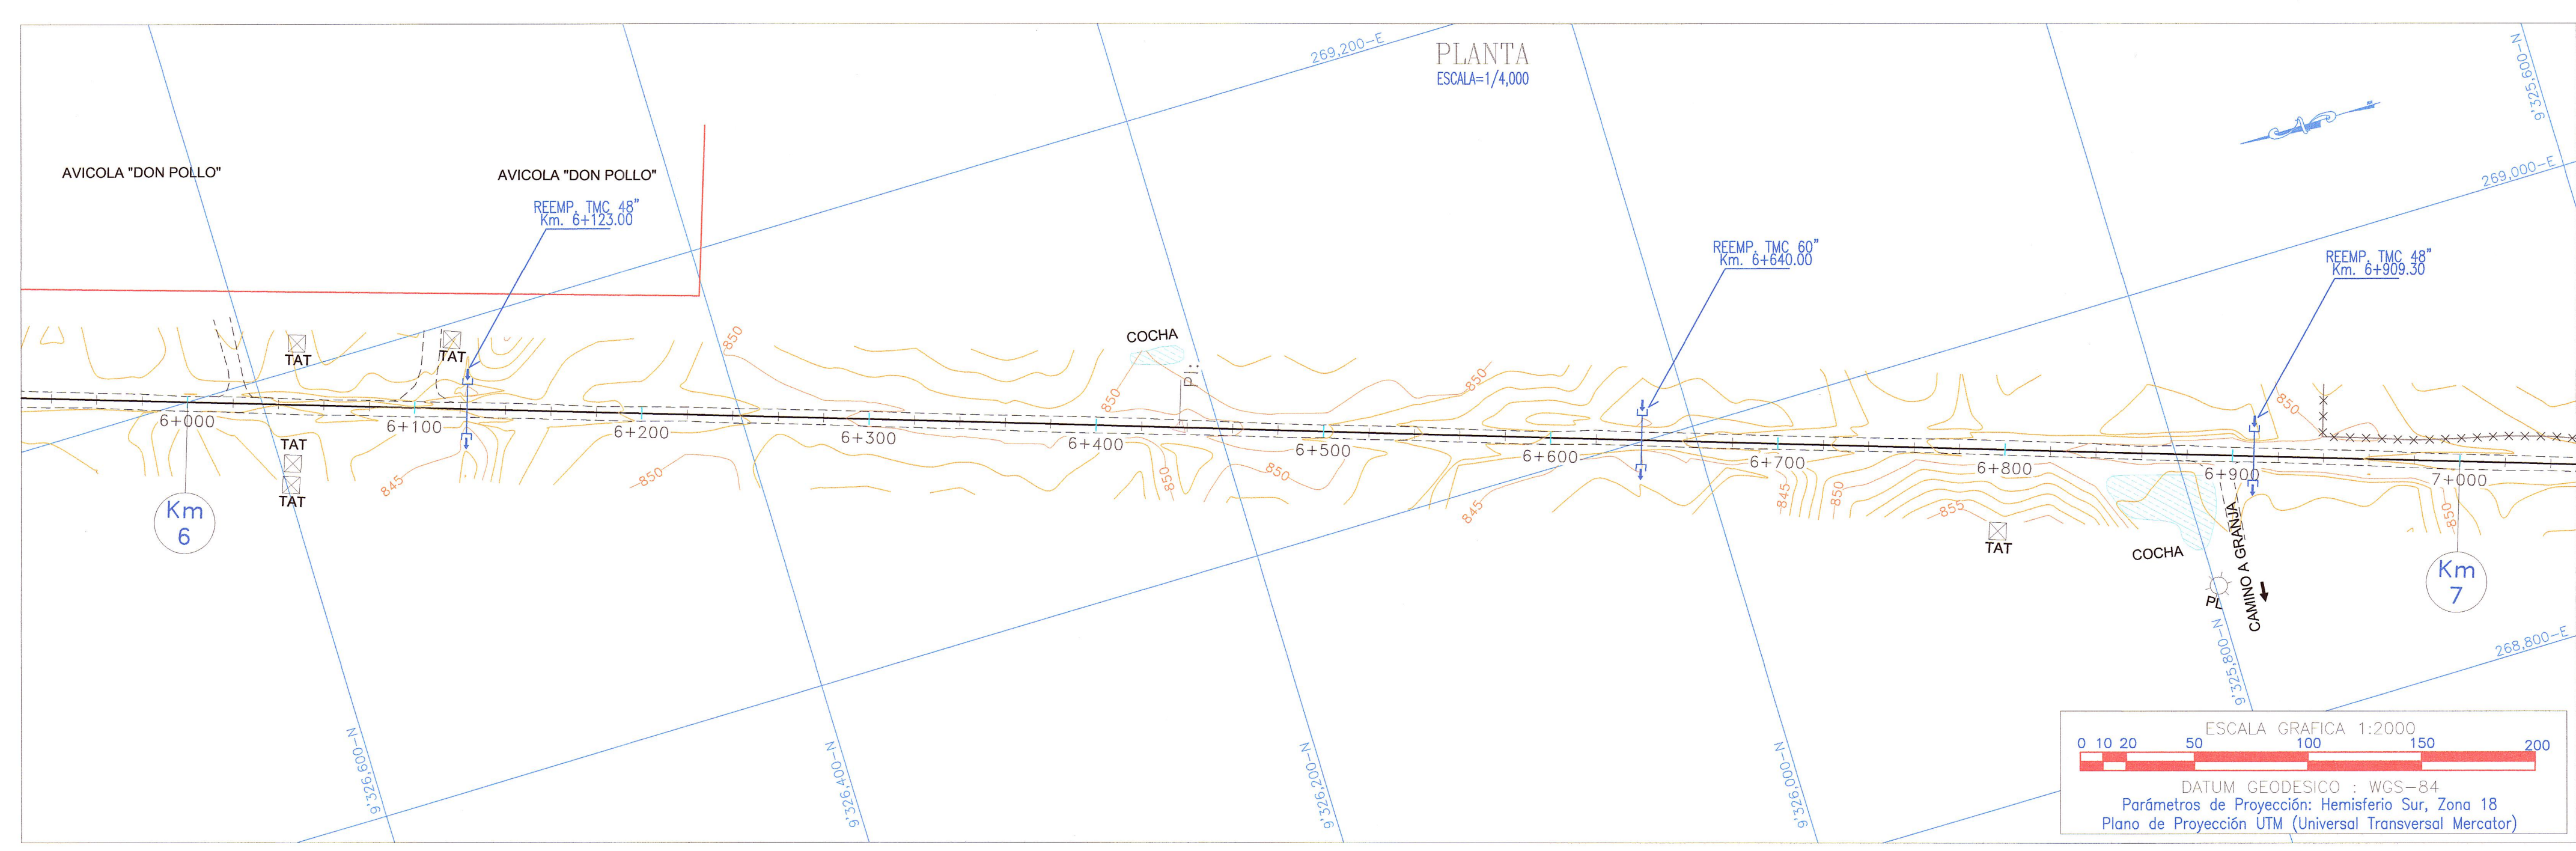 PLANTA
ESCALA=1/4,000
269,200-E
9'325,600-N
269,000-E
AVICOLA "DON POLLO"
AVICOLA "DON POLLO"
REEMP. TMC 48"
Km. 6+123.00
REEMP. TMC 60"
Km. 6+640.00
REEMP. TMC 48"
Km. 6+909.30
TAT
TAT
850
COCHA
PI:
850
850
850
6+000
6+100
6+200
6+300
6+400
6+500
6+600
6+700
6+800
6+900
7+000
TAT
TAT
845
850
850
850
845
845
850
855
850
TAT
COCHA
CAMINO A GRANJA
PL
Km
6
Km
7
268,800-E
9'326,600-N
9'326,400-N
9'326,200-N
9'326,000-N
9'325,800-N
ESCALA GRAFICA 1:2000
0 10 20 50 100 150 200
DATUM GEODESICO : WGS-84
Parámetros de Proyección: Hemisferio Sur, Zona 18
Plano de Proyección UTM (Universal Transversal Mercator)